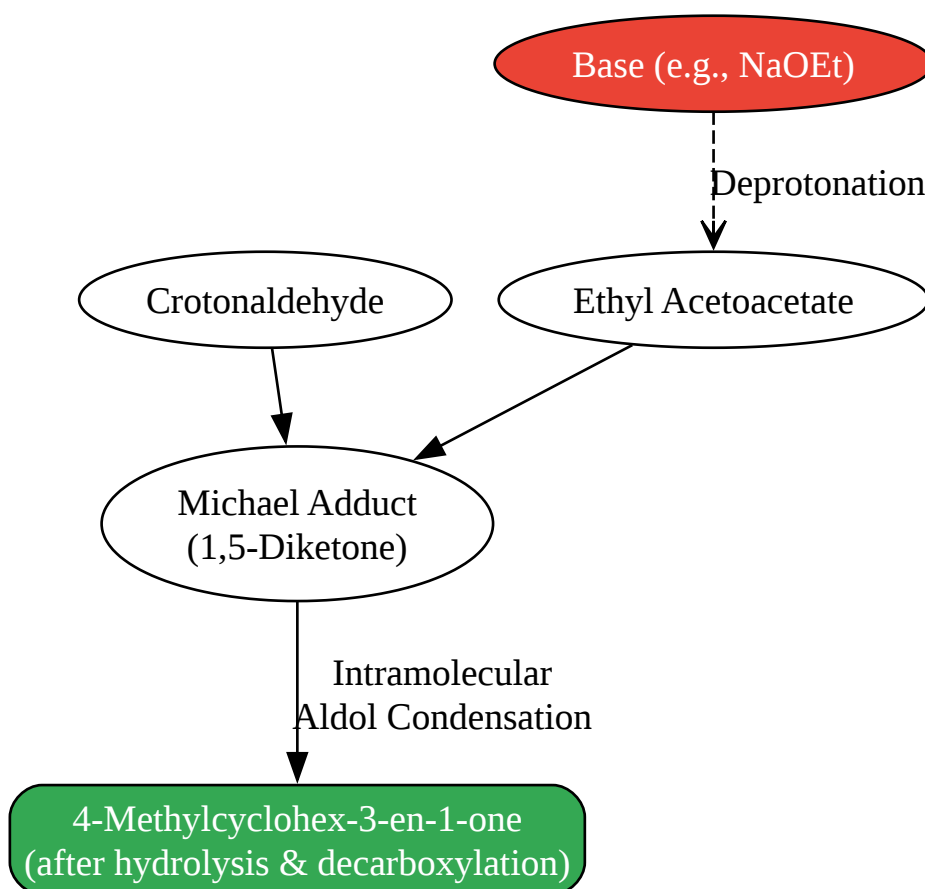 Base (e.g., NaOEt)
Deprotonation
Crotonaldehyde
Ethyl Acetoacetate
Michael Adduct
(1,5-Diketone)
Intramolecular
Aldol Condensation
4-Methylcyclohex-3-en-1-one
(after hydrolysis & decarboxylation)